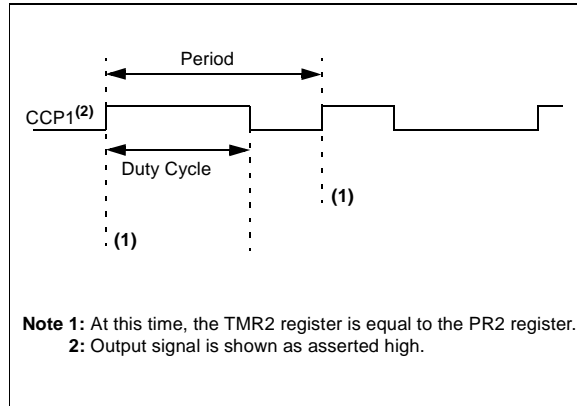 Period
CCP1(2)
Duty Cycle
(1)
(1)
Note 1: At this time, the TMR2 register is equal to the PR2 register.
2: Output signal is shown as asserted high.